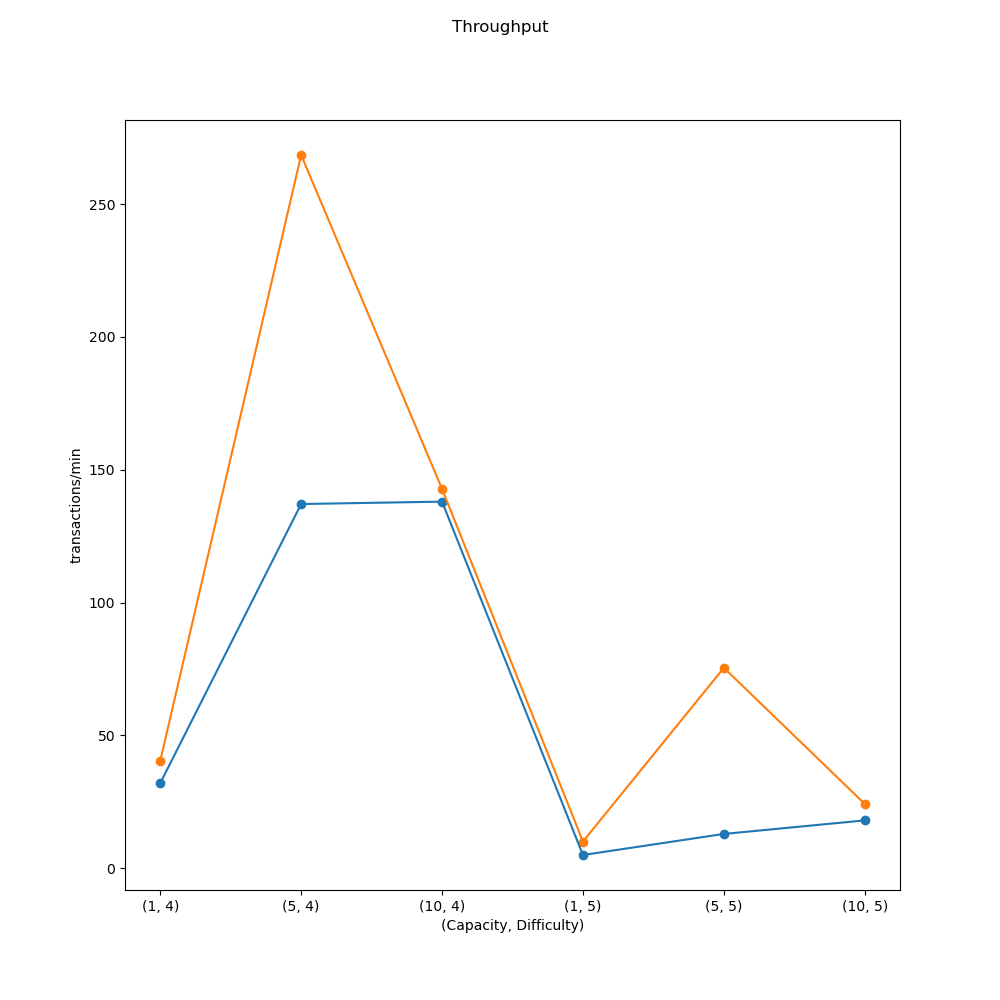 Throughput
250
200
150
100
50
0
transactions/min
(1, 4) (5, 4) (10, 4) (1, 5) (5, 5) (10, 5)
(Capacity, Difficulty)